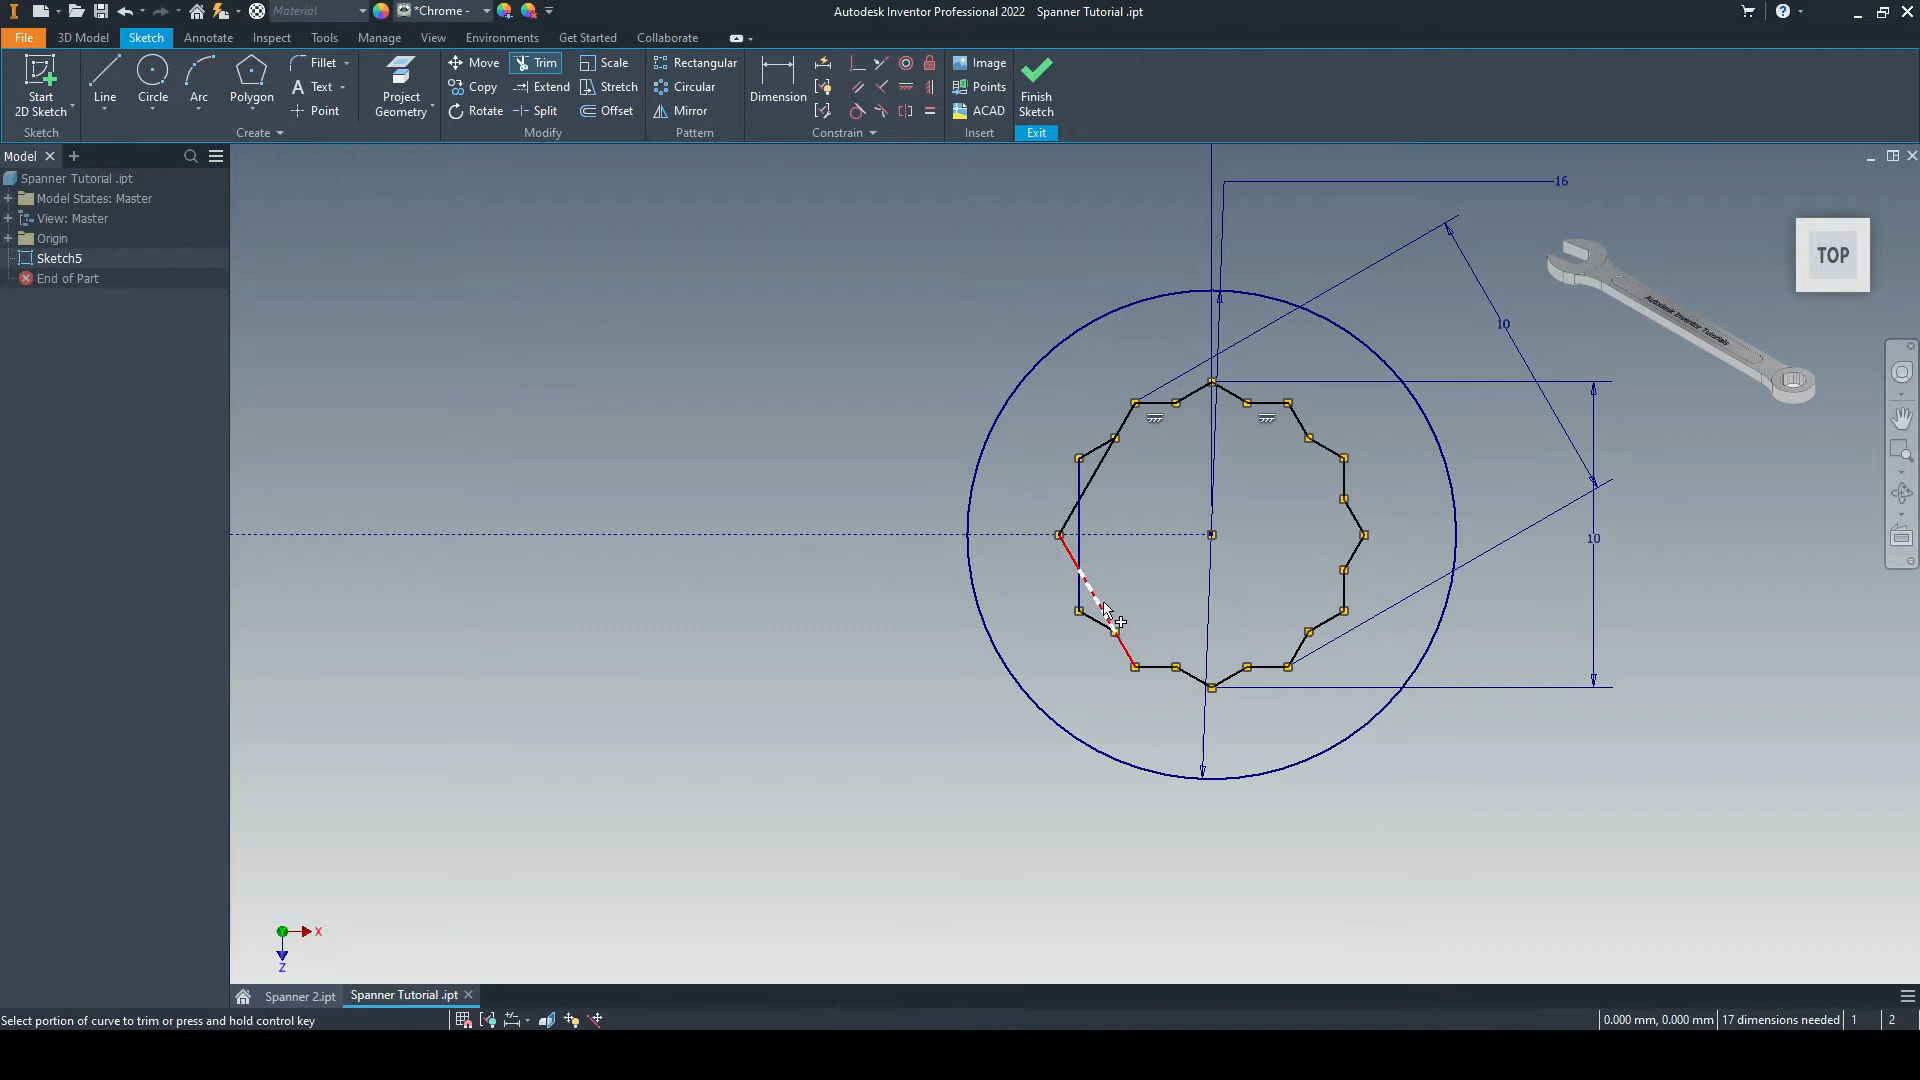 Material *Chrome - Autodesk Inventor Professional 2022 Spanner Tutorial .ipt
File 3D Model Sketch Annotate Inspect Tools Manage View Environments Get Started Collaborate
Start
2D Sketch
Line
Circle
Arc
Polygon
Fillet
Text
Point
Project
Geometry
Move
Copy
Rotate
Trim
Extend
Split
Scale
Stretch
Offset
Rectangular
Circular
Mirror
Dimension
Image
Points
ACAD
Finish
Sketch
Sketch Create Modify Pattern Constrain Insert Exit
Model
Spanner Tutorial .ipt
Model States: Master
View: Master
Origin
Sketch5
End of Part
16
10
10
TOP
Autodesk Inventor Tutorials
X
Z
Spanner 2.ipt Spanner Tutorial .ipt
Select portion of curve to trim or press and hold control key
0.000 mm, 0.000 mm 17 dimensions needed 1 2